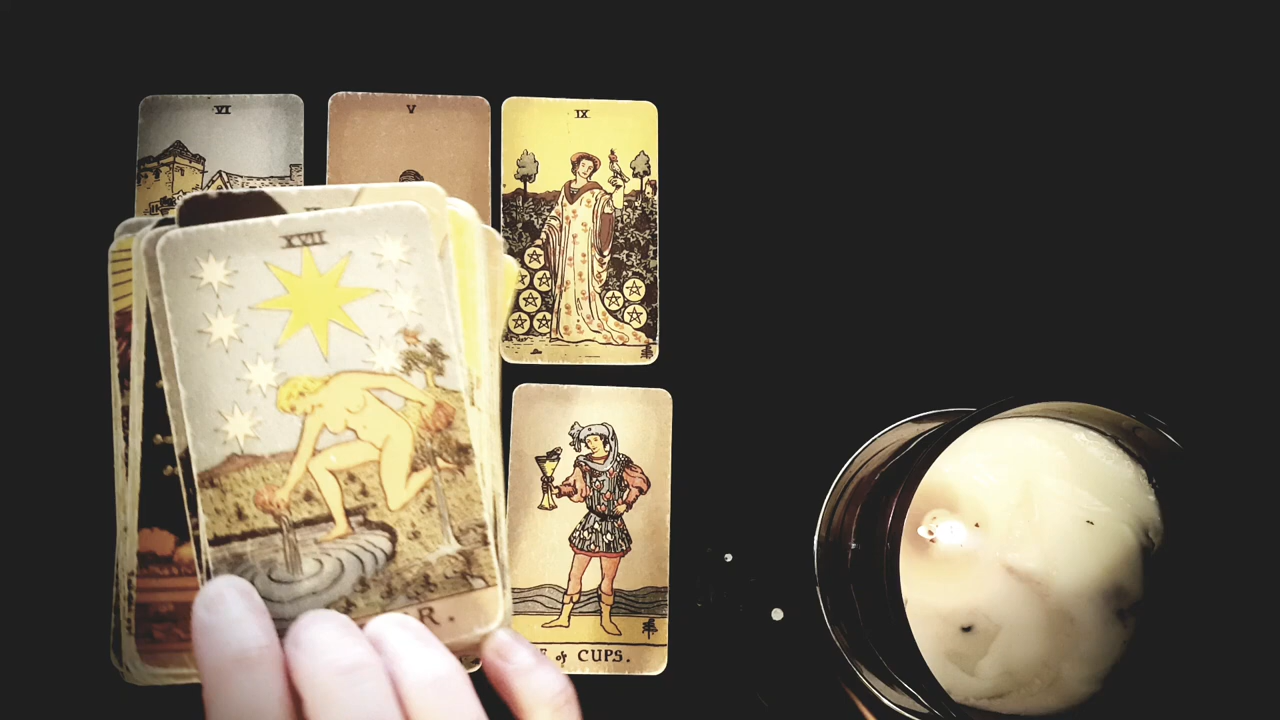 VI
V
IX
XVII
R.
E of CUPS.